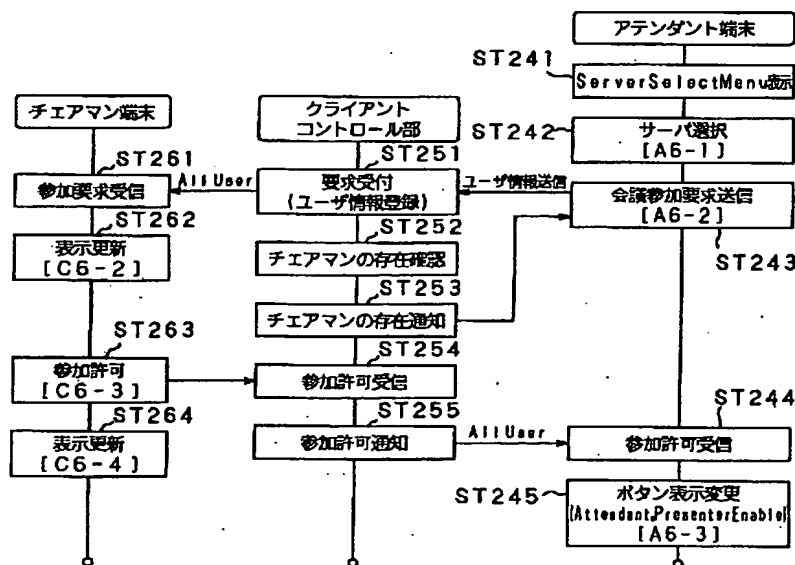 アテンダント端末
ST241
ServerSelectMenu表示
チェアマン端末
クライアント
コントロール部
ST242
サーバ選択
[A6-1]
ST261
ST251
参加要求受信
AllUser
要求受付
(ユーザ情報登録)
ユーザ情報送信
会議参加要求送信
[A6-2]
ST243
ST262
表示更新
[C6-2]
ST252
チェアマンの存在確認
ST253
チェアマンの存在通知
ST263
参加許可
[C6-3]
ST254
参加許可受信
ST264
表示更新
[C6-4]
ST255
参加許可通知
AllUser
ST244
参加許可受信
ST245
ボタン表示変更
(Attendant,PresenterEnable)
[A6-3]